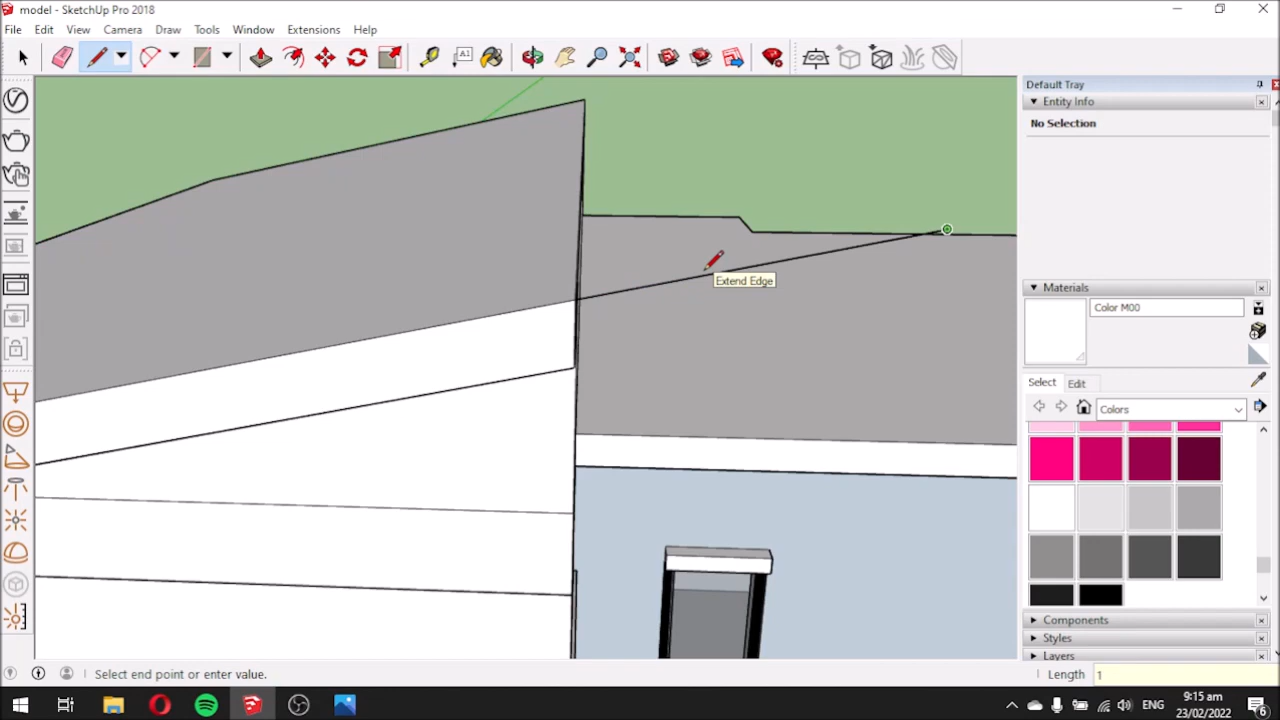 model - SketchUp Pro 2018
File Edit View Camera Draw Tools Window Extensions Help
A1
Default Tray
Entity Info
No Selection
Extend Edge
Materials
Color M00
Select Edit
Colors
Components
Styles
Layers
Select end point or enter value.
Length 1
ENG
9:15 am
23/02/2022
6